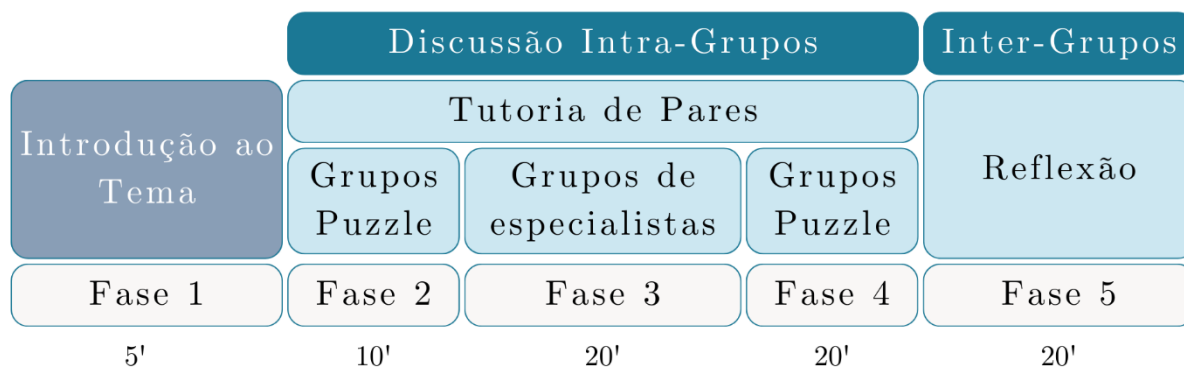 Discussão Intra-Grupos
Inter-Grupos
Introdução ao
Tema
Tutoria de Pares
Grupos
Puzzle
Grupos de
especialistas
Grupos
Puzzle
Reflexão
Fase 1
Fase 2
Fase 3
Fase 4
Fase 5
5'
10'
20'
20'
20'